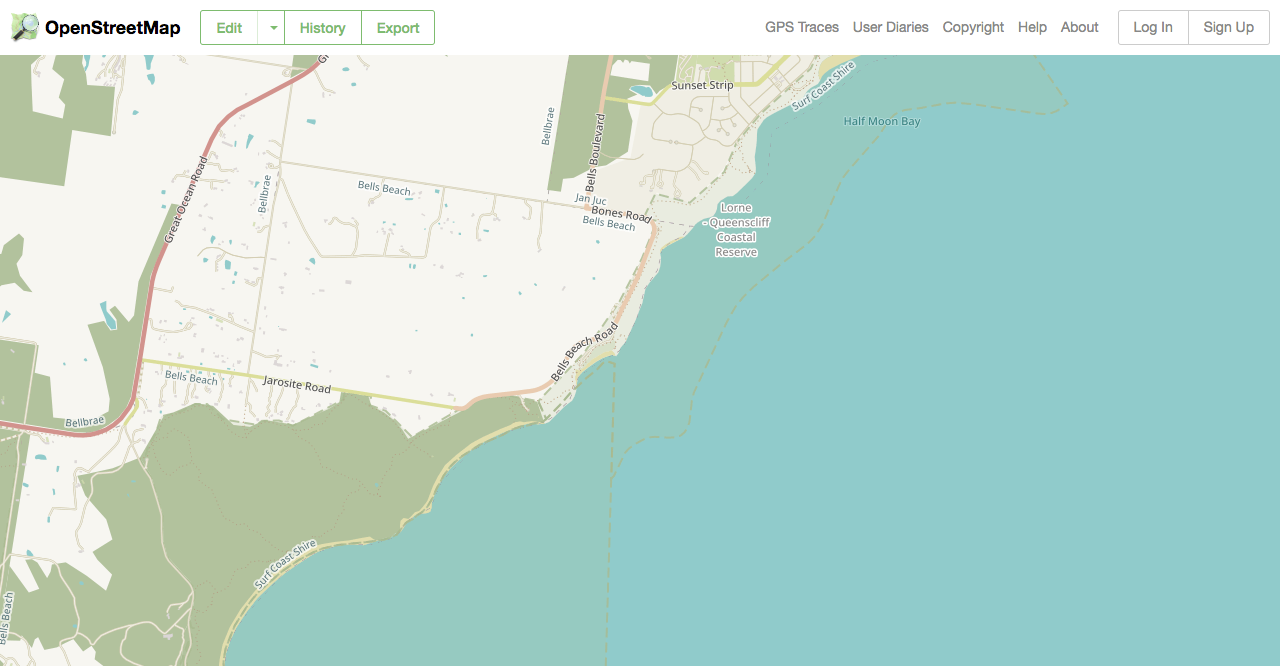 OpenStreetMap
Edit
History
Export
GPS Traces
User Diaries
Copyright
Help
About
Log In
Sign Up
Sunset Strip
Surf Coast Shire
Half Moon Bay
Bellbrae
Bells Boulevard
Great Ocean Road
Bellbrae
Bells Beach
Jan Juc
Bones Road
Bells Beach
Lorne
- Queenscliff
Coastal
Reserve
Bells Beach Road
Bells Beach
Jarosite Road
Bellbrae
Surf Coast Shire
Bells Beach